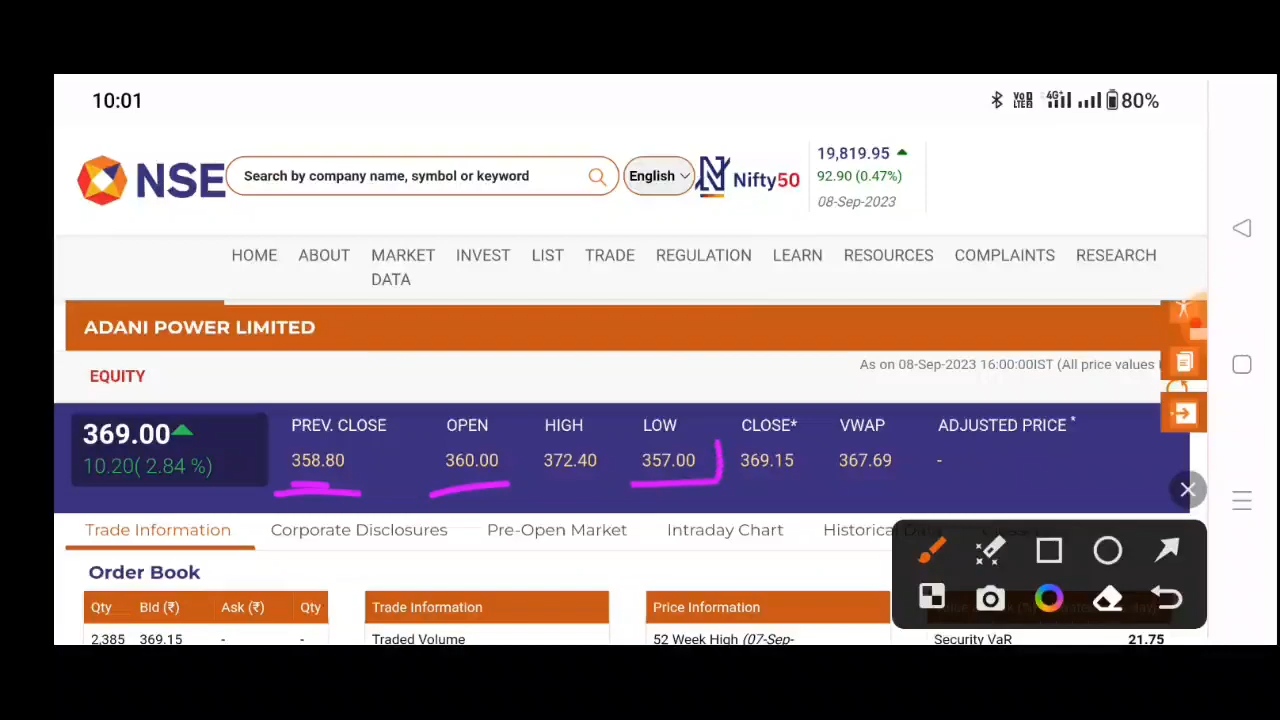 10:01
Vo LTE 4G+ 80%
NSE
Search by company name, symbol or keyword
English
Nifty50
19,819.95
92.90 (0.47%)
08-Sep-2023
HOME ABOUT MARKET DATA INVEST LIST TRADE REGULATION LEARN RESOURCES COMPLAINTS RESEARCH
ADANI POWER LIMITED
As on 08-Sep-2023 16:00:00IST (All price values
EQUITY
369.00
10.20( 2.84 %)
PREV. CLOSE OPEN HIGH LOW CLOSE* VWAP ADJUSTED PRICE *
358.80 360.00 372.40 357.00 369.15 367.69 -
Trade Information Corporate Disclosures Pre-Open Market Intraday Chart
Order Book
Qty Bid (₹) Ask (₹) Qty
2,385 369.15 - -
Trade Information
Traded Volume
Price Information
52 Week High (07-Sep-
Security VaR 21.75